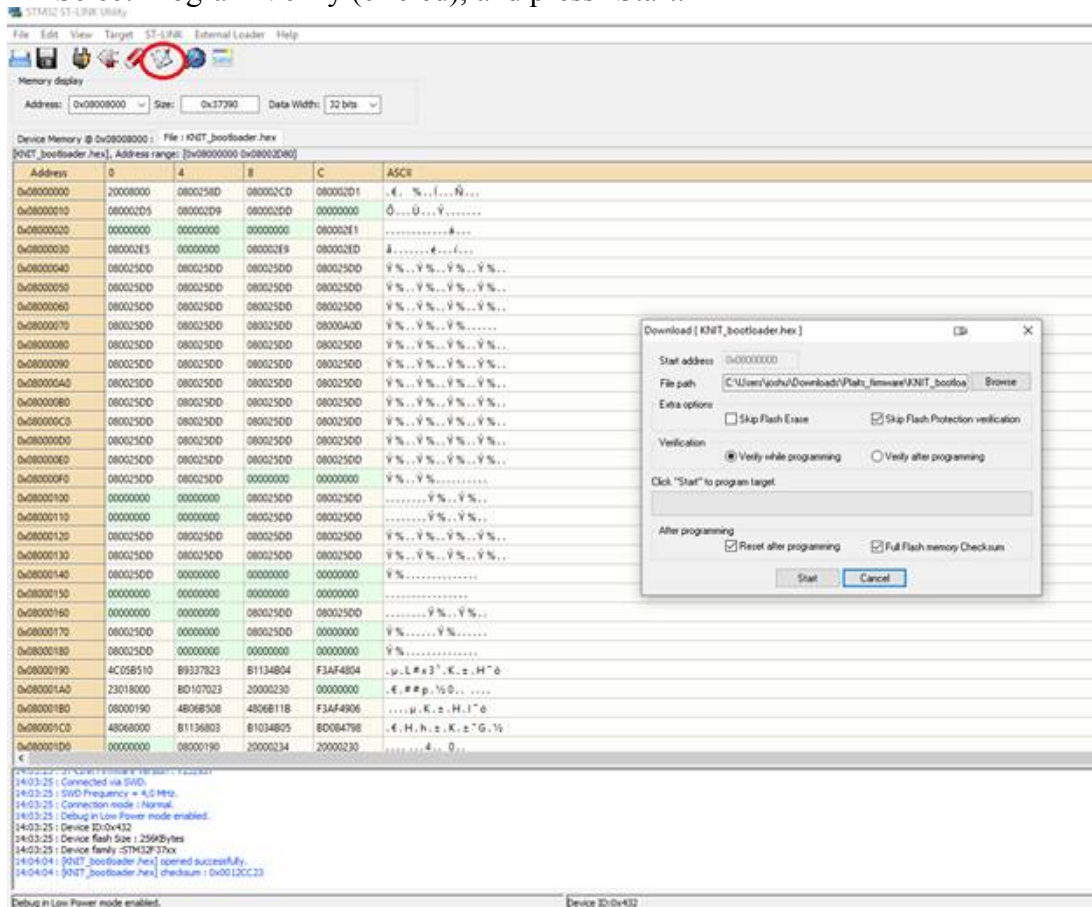 STM32 ST-LINK Utility
File Edit View Target ST-LINK External Loader Help
Memory display
Address: 0x08008000 Size: 0x37390 Data Width: 32 bits
Device Memory @ 0x08008000 : File : KNIT_bootloader.hex
[KNIT_bootloader.hex], Address range: [0x08000000 0x08002D80]
Address 0 4 8 C ASCII
0x08000000 20008000 0800258D 080002CD 080002D1
0x08000010 080002D5 080002D9 080002DD 00000000
0x08000020 00000000 00000000 00000000 080002E1
0x08000030 080002E5 00000000 080002E9 080002ED
0x08000040 080025DD 080025DD 080025DD 080025DD
0x08000050 080025DD 080025DD 080025DD 080025DD
0x08000060 080025DD 080025DD 080025DD 080025DD
0x08000070 080025DD 080025DD 080025DD 08000A0D
0x08000080 080025DD 080025DD 080025DD 080025DD
0x08000090 080025DD 080025DD 080025DD 080025DD
0x080000A0 080025DD 080025DD 080025DD 080025DD
0x080000B0 080025DD 080025DD 080025DD 080025DD
0x080000C0 080025DD 080025DD 080025DD 080025DD
0x080000D0 080025DD 080025DD 080025DD 080025DD
0x080000E0 080025DD 080025DD 080025DD 080025DD
0x080000F0 080025DD 080025DD 00000000 00000000
0x08000100 00000000 00000000 080025DD 080025DD
0x08000110 00000000 00000000 080025DD 080025DD
0x08000120 080025DD 080025DD 080025DD 080025DD
0x08000130 080025DD 080025DD 080025DD 080025DD
0x08000140 080025DD 00000000 00000000 00000000
0x08000150 00000000 00000000 00000000 00000000
0x08000160 00000000 00000000 080025DD 080025DD
0x08000170 080025DD 00000000 080025DD 00000000
0x08000180 080025DD 00000000 00000000 00000000
0x08000190 4C05B510 B9337823 B1134B04 F3AF4804
0x080001A0 23018000 BD107023 20000230 00000000
0x080001B0 08000190 4B06B508 4806B11B F3AF4906
0x080001C0 48068000 B1136803 B1034B05 BD084798
0x080001D0 00000000 08000190 20000234 20000230
Download [ KNIT_bootloader.hex ]
Start address 0x08000000
File path C:\Users\joshu\Downloads\Plaits_firmware\KNIT_bootloa Browse
Extra options
Skip Flash Erase Skip Flash Protection verification
Verification
Verify while programming Verify after programming
Click "Start" to program target.
After programming
Reset after programming Full Flash memory Checksum
Start Cancel
14:03:25 : Connected via SWD.
14:03:25 : SWD Frequency = 4,0 MHz.
14:03:25 : Connection mode : Normal.
14:03:25 : Debug in Low Power mode enabled.
14:03:25 : Device ID:0x432
14:03:25 : Device flash Size : 256KBytes
14:03:25 : Device family :STM32F37xx
14:04:04 : [KNIT_bootloader.hex] opened successfully.
14:04:04 : [KNIT_bootloader.hex] checksum : 0x0012CC23
Debug in Low Power mode enabled. Device ID:0x432